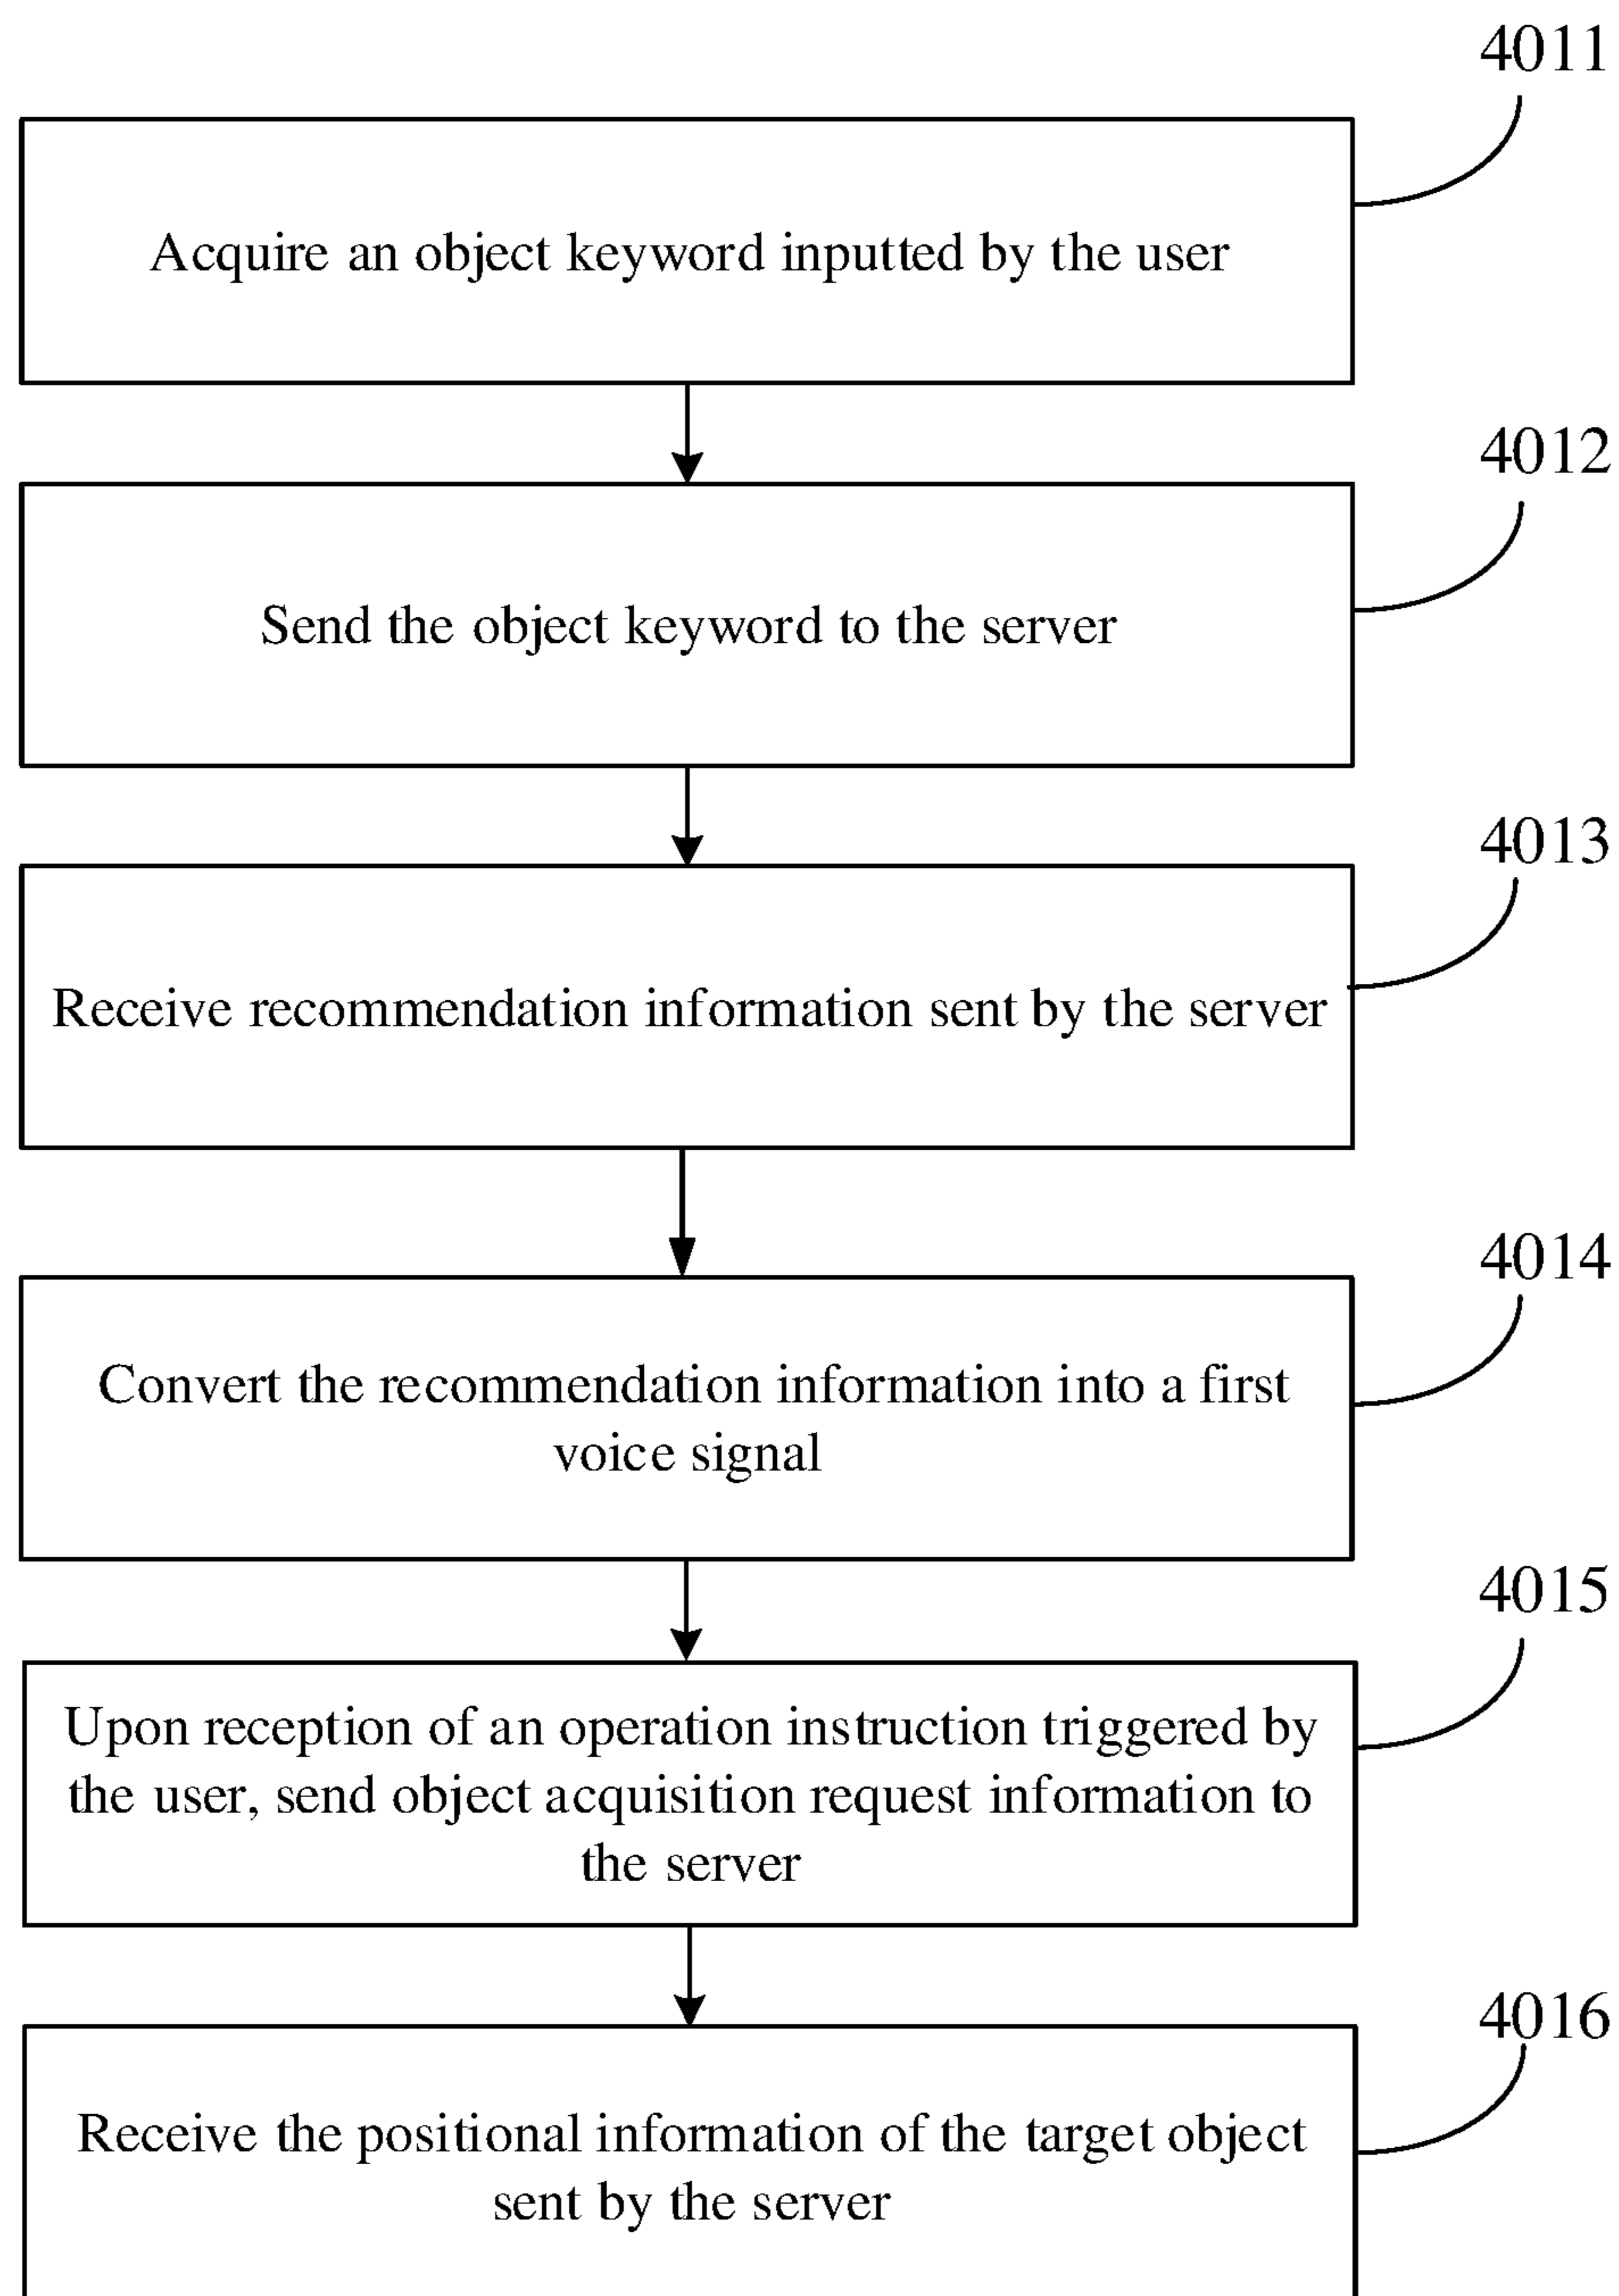 4011
Acquire an object keyword inputted by the user
4012
Send the object keyword to the server
4013
Receive recommendation information sent by the server
4014
Convert the recommendation information into a first
voice signal
4015
Upon reception of an operation instruction triggered by
the user, send object acquisition request information to
the server
4016
Receive the positional information of the target object
sent by the server